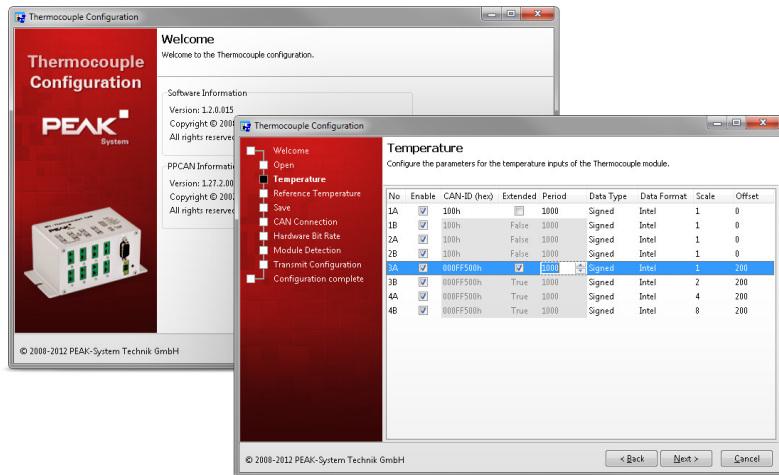 Thermocouple Configuration
Welcome
Welcome to the Thermocouple configuration.
Thermocouple
Configuration
PEAK
System
Software Information
Version: 1.2.0.015
Copyright © 200
All rights reserved
PPCAN Informati
Version: 1.27.2.00
Copyright © 200
All rights reserve
© 2008-2012 PEAK-System Technik GmbH
Thermocouple Configuration
Welcome
Open
Temperature
Reference Temperature
Save
CAN Connection
Hardware Bit Rate
Module Detection
Transmit Configuration
Configuration complete
Temperature
Configure the parameters for the temperature inputs of the Thermocouple module.
No Enable CAN-ID (hex) Extended Period Data Type Data Format Scale Offset
1A 100h 1000 Signed Intel 1 0
1B 100h False 1000 Signed Intel 1 0
2A 100h False 1000 Signed Intel 1 0
2B 100h False 1000 Signed Intel 1 0
3A 000FF500h 1000 Signed Intel 1 200
3B 000FF500h True 1000 Signed Intel 2 200
4A 000FF500h True 1000 Signed Intel 4 200
4B 000FF500h True 1000 Signed Intel 8 200
© 2008-2012 PEAK-System Technik GmbH
< Back Next > Cancel